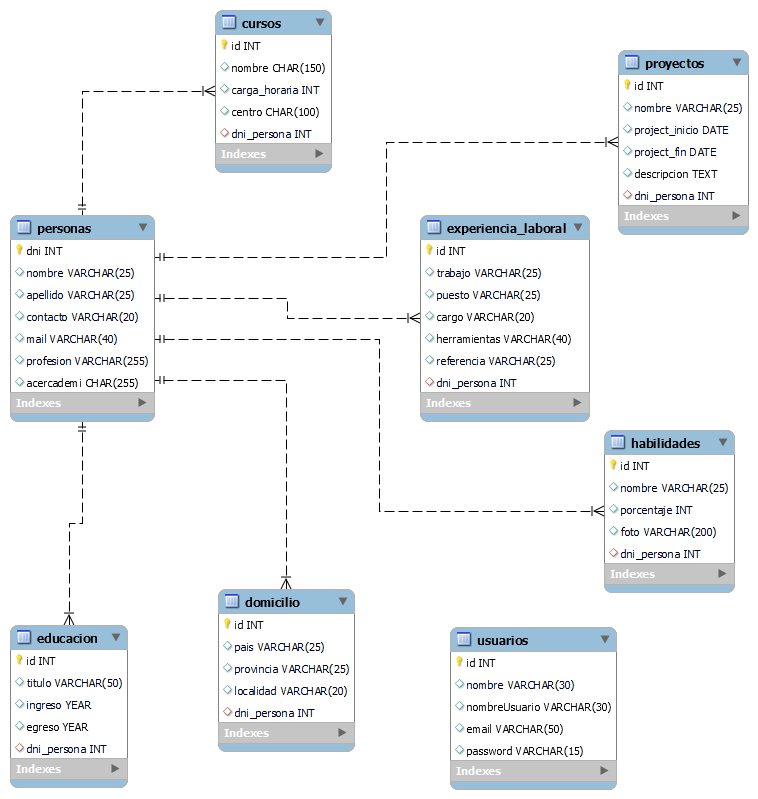 cursos
id INT
nombre CHAR(150)
carga_horaria INT
centro CHAR(100)
dni_persona INT
Indexes
proyectos
id INT
nombre VARCHAR(25)
project_inicio DATE
project_fin DATE
descripcion TEXT
dni_persona INT
Indexes
personas
dni INT
nombre VARCHAR(25)
apellido VARCHAR(25)
contacto VARCHAR(20)
mail VARCHAR(40)
profesion VARCHAR(255)
acercademi CHAR(255)
Indexes
experiencia_laboral
id INT
trabajo VARCHAR(25)
puesto VARCHAR(25)
cargo VARCHAR(20)
herramientas VARCHAR(40)
referencia VARCHAR(25)
dni_persona INT
Indexes
habilidades
id INT
nombre VARCHAR(25)
porcentaje INT
foto VARCHAR(200)
dni_persona INT
Indexes
educacion
id INT
titulo VARCHAR(50)
ingreso YEAR
egreso YEAR
dni_persona INT
Indexes
domicilio
id INT
pais VARCHAR(25)
provincia VARCHAR(25)
localidad VARCHAR(20)
dni_persona INT
Indexes
usuarios
id INT
nombre VARCHAR(30)
nombreUsuario VARCHAR(30)
email VARCHAR(50)
password VARCHAR(15)
Indexes